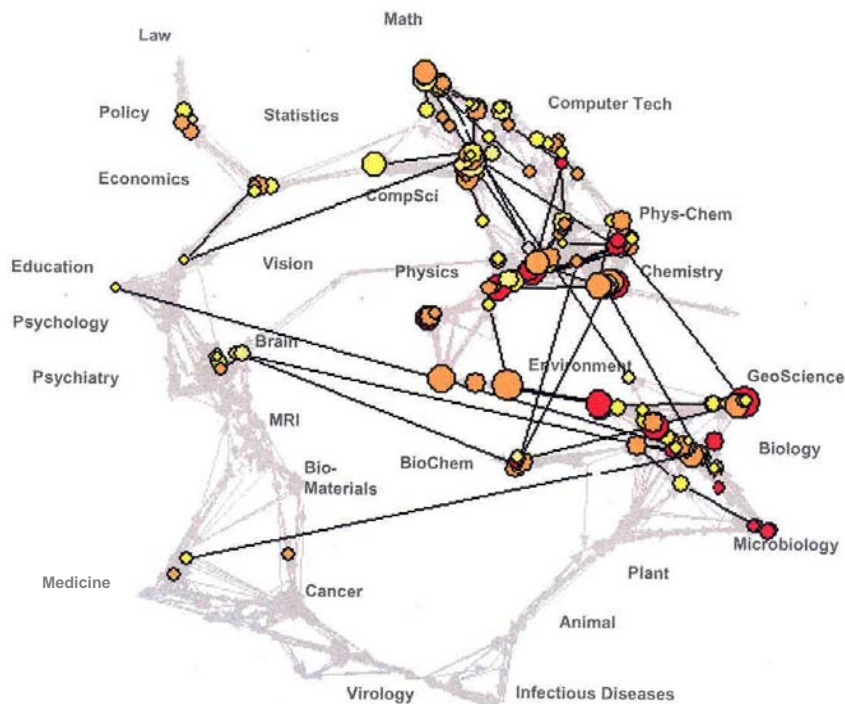 Math
Law
Computer Tech
Policy
Statistics
Economics
CompSci
Phys-Chem
Education
Vision
Physics
Chemistry
Psychology
Brain
Environment
Psychiatry
GeoScience
MRI
Biology
Bio-
Materials
BioChem
Microbiology
Plant
Medicine
Cancer
Animal
Virology
Infectious Diseases